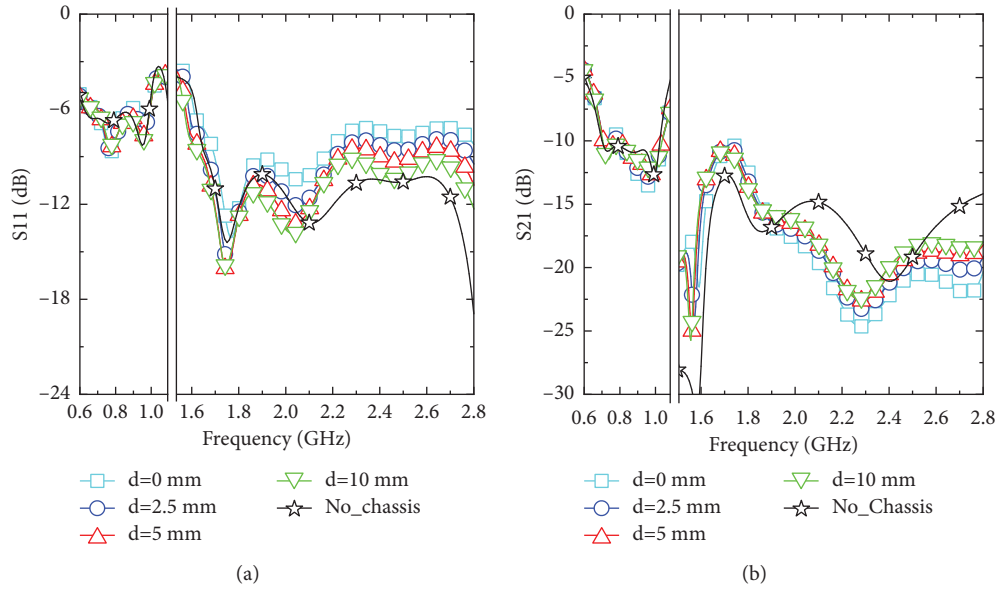 0
−6
−12
−18
−24
S11 (dB)
0.6 0.8 1.0 1.6 1.8 2.0 2.2 2.4 2.6 2.8
Frequency (GHz)
d=0 mm
d=2.5 mm
d=5 mm
d=10 mm
No_chassis
(a)
0
−5
−10
−15
−20
−25
−30
S21 (dB)
0.6 0.8 1.0 1.6 1.8 2.0 2.2 2.4 2.6 2.8
Frequency (GHz)
d=0 mm
d=2.5 mm
d=5 mm
d=10 mm
No_Chassis
(b)